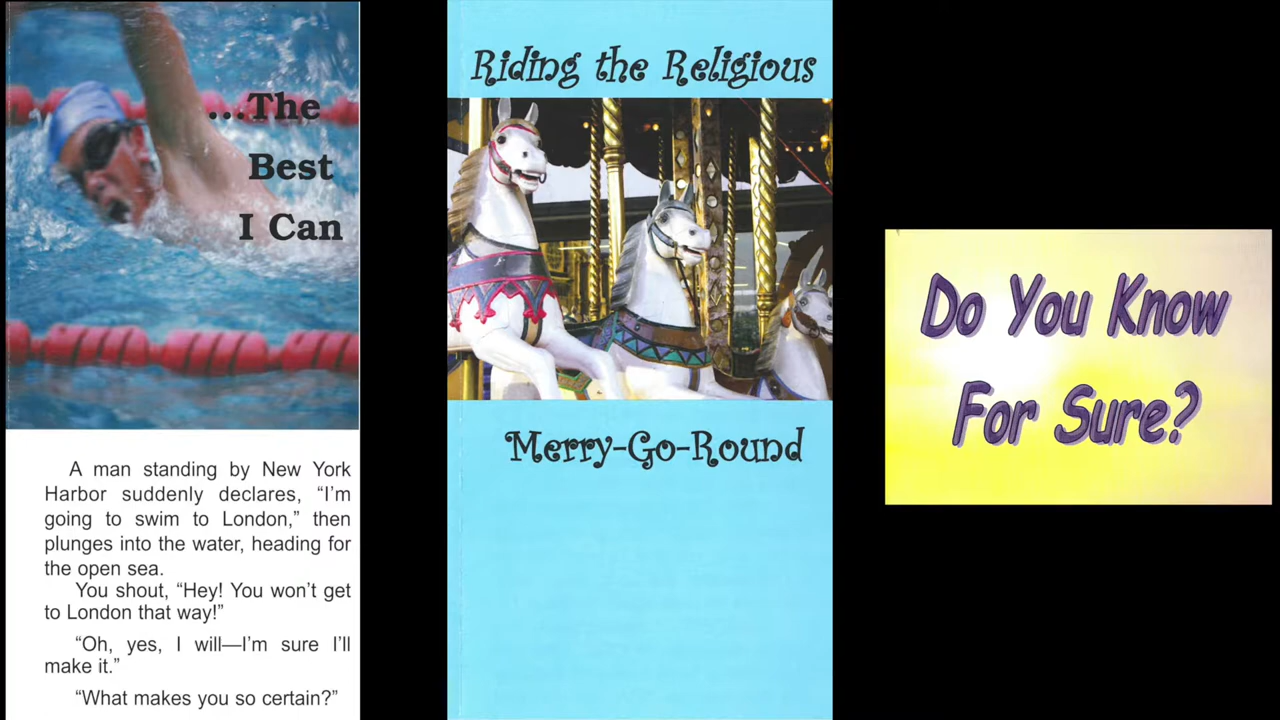 ...The
Best
I Can
A man standing by New York
Harbor suddenly declares, “I’m
going to swim to London,” then
plunges into the water, heading for
the open sea.
You shout, “Hey! You won’t get
to London that way!”
“Oh, yes, I will—I’m sure I’ll
make it.”
“What makes you so certain?”
Riding the Religious
Merry-Go-Round
Do You Know
For Sure?